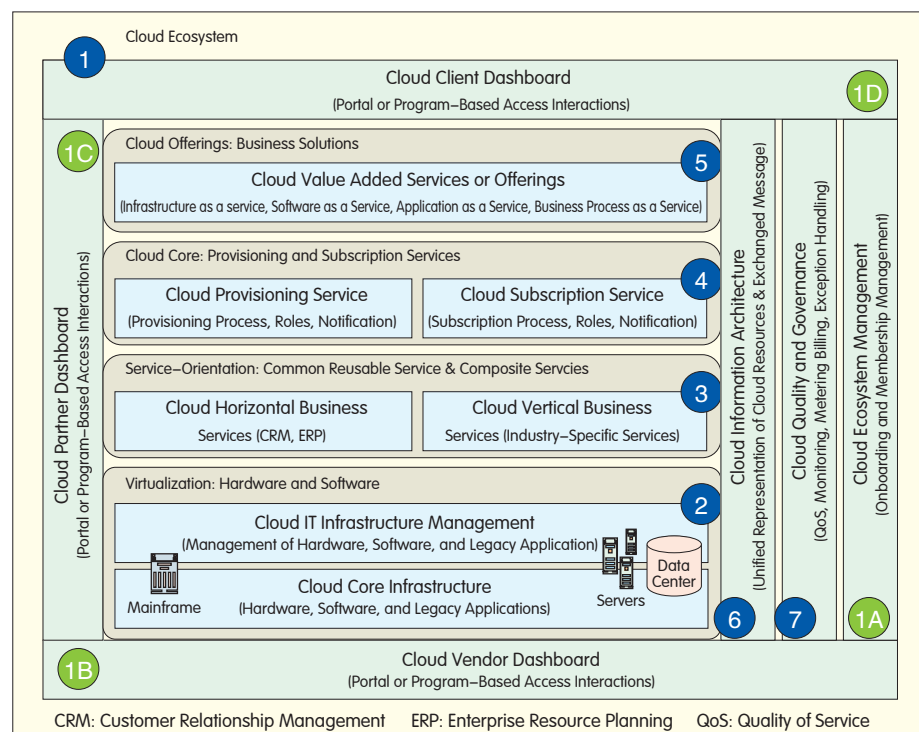 Cloud Ecosystem
1
Cloud Client Dashboard
(Portal or Program–Based Access Interactions)
1D
1C
Cloud Partner Dashboard
(Portal or Program–Based Access Interactions)
Cloud Offerings: Business Solutions
5
Cloud Value Added Services or Offerings
(Infrastructure as a service, Software as a Service, Application as a Service, Business Process as a Service)
Cloud Core: Provisioning and Subscription Services
4
Cloud Provisioning Service
(Provisioning Process, Roles, Notification)
Cloud Subscription Service
(Subscription Process, Roles, Notification)
Service–Orientation: Common Reusable Service & Composite Servcies
3
Cloud Horizontal Business
Services (CRM, ERP)
Cloud Vertical Business
Services (Industry–Specific Services)
Virtualization: Hardware and Software
2
Cloud IT Infrastructure Management
(Management of Hardware, Software, and Legacy Application)
Cloud Core Infrastructure
(Hardware, Software, and Legacy Applications)
Mainframe
Servers
Data
Center
Cloud Information Architecture
(Unified Representation of Cloud Resources & Exchanged Message)
6
Cloud Quality and Governance
(QoS, Monitoring, Metering Billing, Exception Handling)
7
Cloud Ecosystem Management
(Onboarding and Membership Management)
1A
1B
Cloud Vendor Dashboard
(Portal or Program–Based Access Interactions)
CRM: Customer Relationship Management ERP: Enterprise Resource Planning QoS: Quality of Service